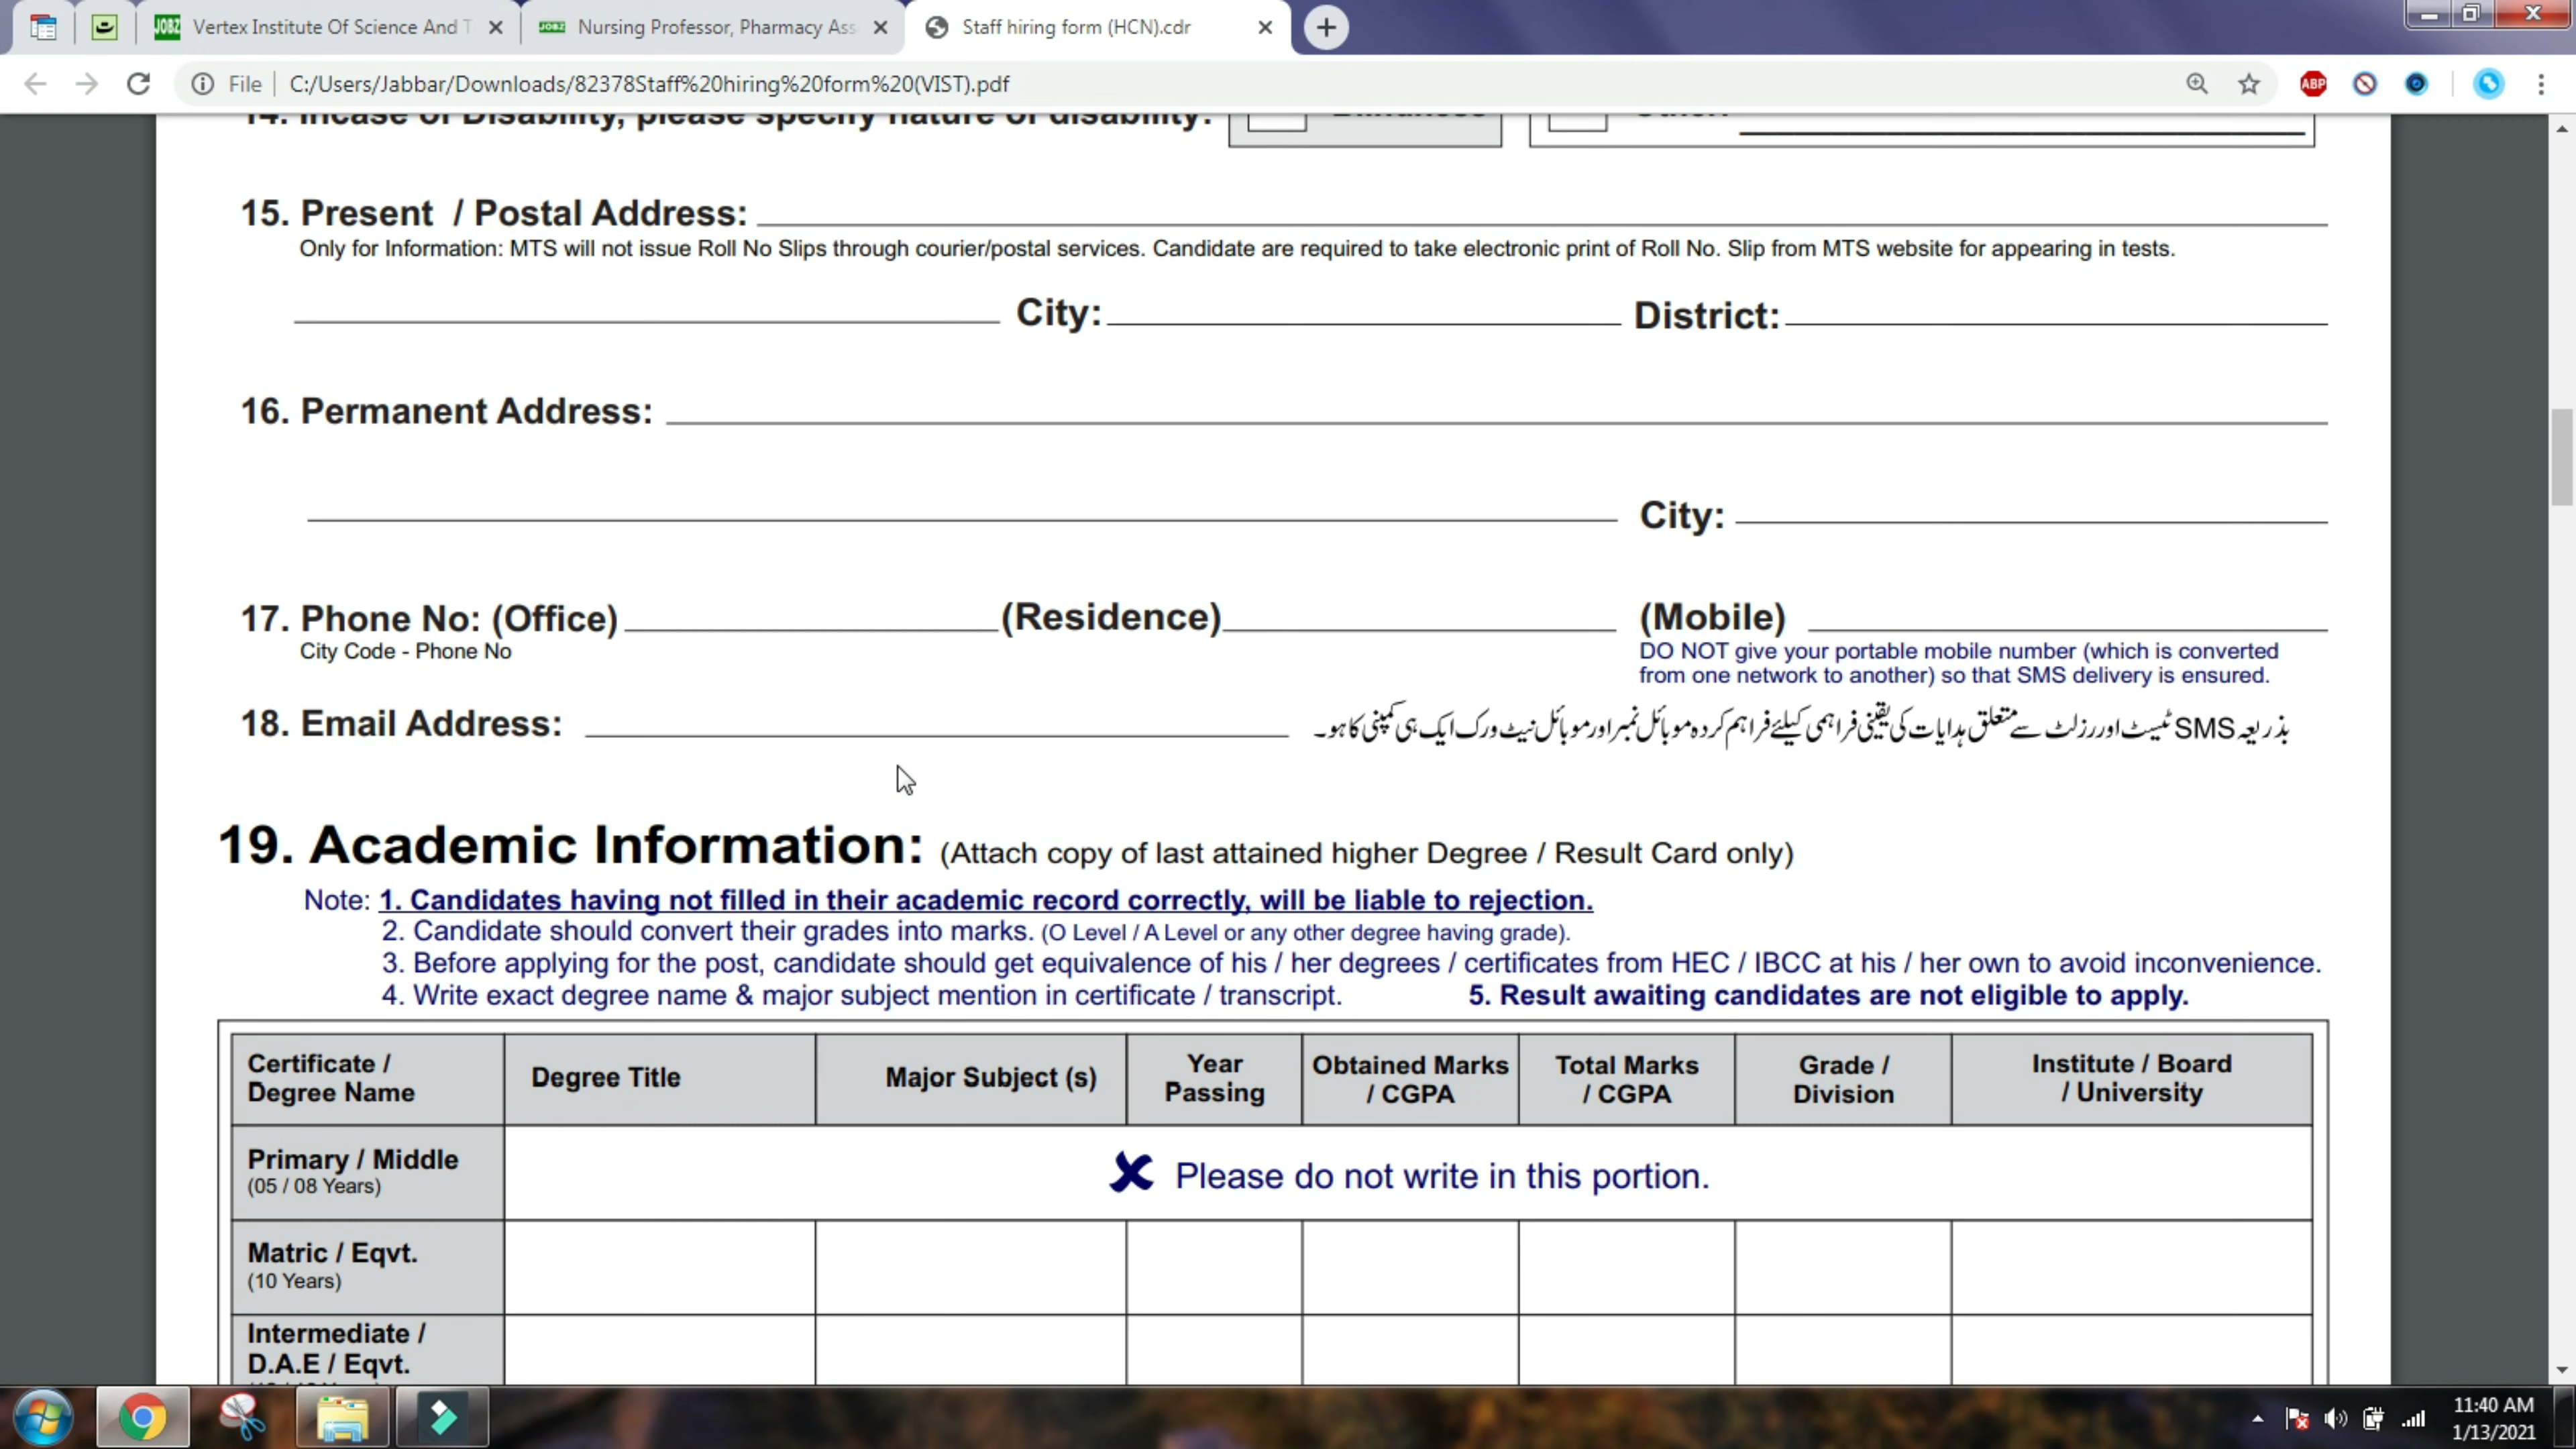 Vertex Institute Of Science And T
Nursing Professor, Pharmacy Ass
Staff hiring form (HCN).cdr
File
C:/Users/Jabbar/Downloads/82378Staff%20hiring%20form%20(VIST).pdf
ABP
14. Incase of Disability, please specify nature of disability: Blindness Other:
15. Present / Postal Address:
Only for Information: MTS will not issue Roll No Slips through courier/postal services. Candidate are required to take electronic print of Roll No. Slip from MTS website for appearing in tests.
City: District:
16. Permanent Address:
City:
17. Phone No: (Office) (Residence) (Mobile)
City Code - Phone No
DO NOT give your portable mobile number (which is converted
from one network to another) so that SMS delivery is ensured.
18. Email Address:
بذریعہ SMS ٹیسٹ اور رزلٹ سے متعلق ہدایات کی یقینی فراہمی کیلئے فراہم کردہ موبائل نمبر اور موبائل نیٹ ورک ایک ہی کمپنی کا ہو۔
19. Academic Information: (Attach copy of last attained higher Degree / Result Card only)
Note: 1. Candidates having not filled in their academic record correctly, will be liable to rejection.
2. Candidate should convert their grades into marks. (O Level / A Level or any other degree having grade).
3. Before applying for the post, candidate should get equivalence of his / her degrees / certificates from HEC / IBCC at his / her own to avoid inconvenience.
4. Write exact degree name & major subject mention in certificate / transcript. 5. Result awaiting candidates are not eligible to apply.
Certificate /
Degree Name
Degree Title
Major Subject (s)
Year
Passing
Obtained Marks
/ CGPA
Total Marks
/ CGPA
Grade /
Division
Institute / Board
/ University
Primary / Middle
(05 / 08 Years)
Please do not write in this portion.
Matric / Eqvt.
(10 Years)
Intermediate /
D.A.E / Eqvt.
11:40 AM
1/13/2021